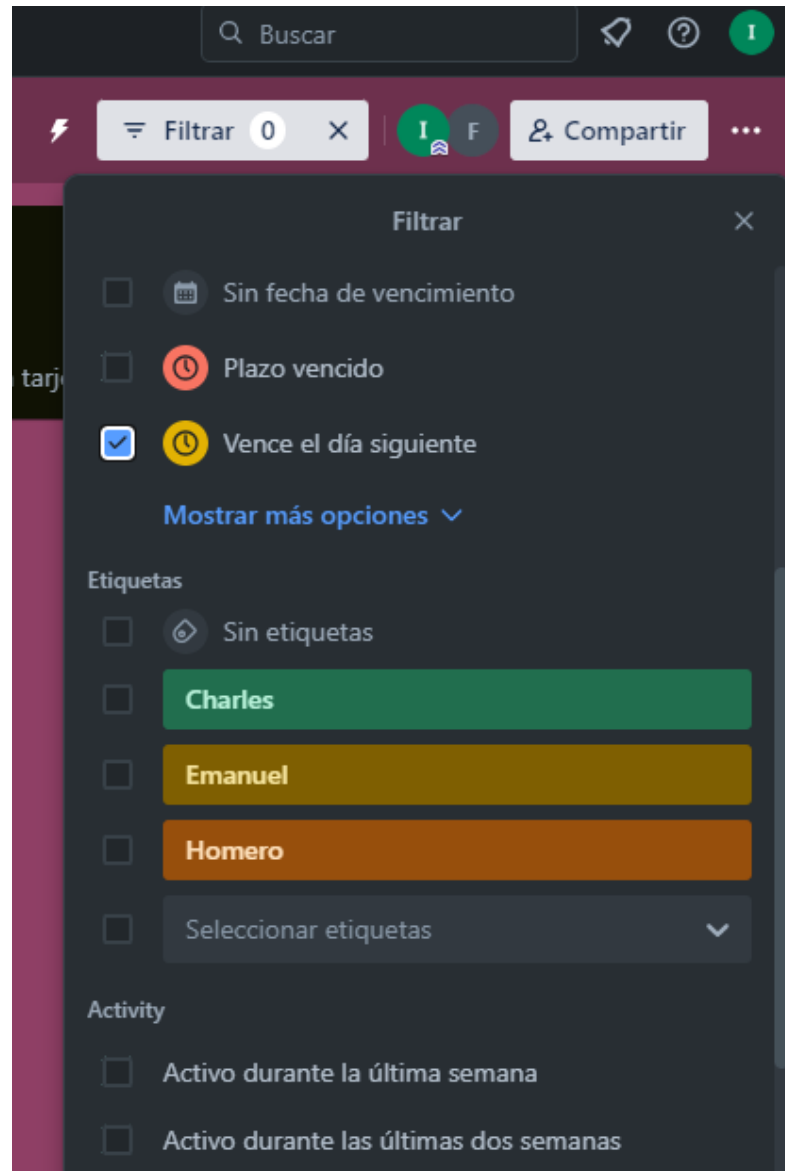 Buscar
I
Filtrar 0
I
F
Compartir
Filtrar
Sin fecha de vencimiento
Plazo vencido
tarj
Vence el día siguiente
Mostrar más opciones
Etiquetas
Sin etiquetas
Charles
Emanuel
Homero
Seleccionar etiquetas
Activity
Activo durante la última semana
Activo durante las últimas dos semanas